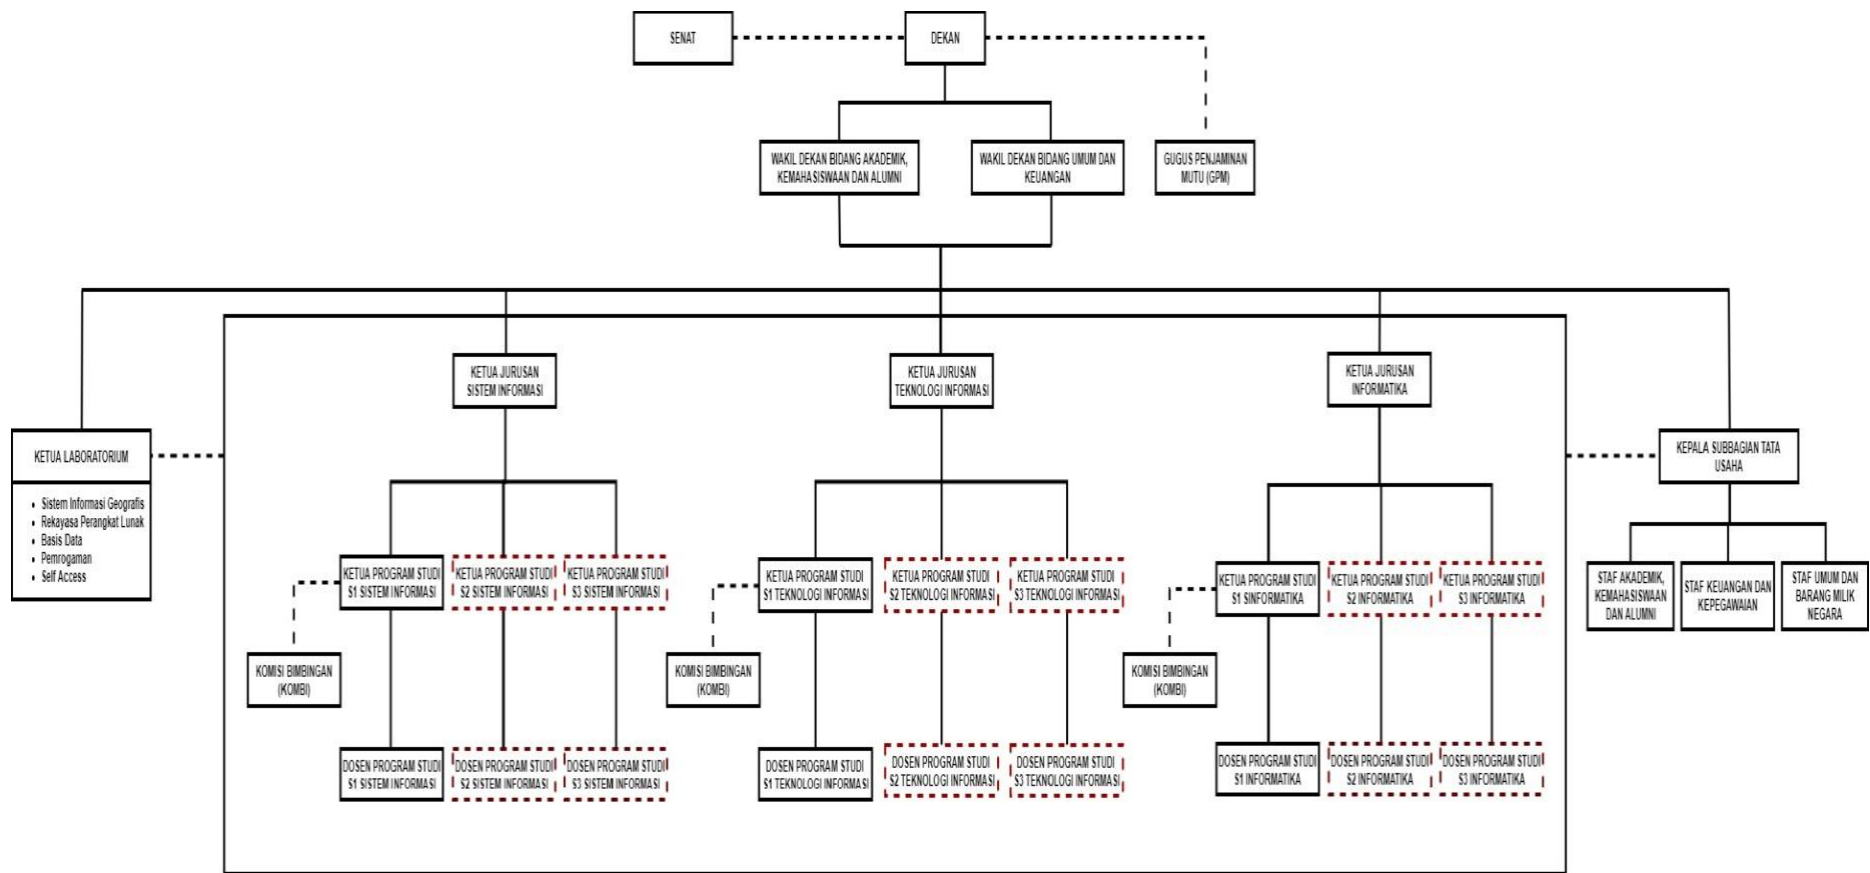 SENAT
DEKAN
WAKIL DEKAN BIDANG AKADEMIK,
KEMAHASISWAAN DAN ALUMNI
WAKIL DEKAN BIDANG UMUM DAN
KEUANGAN
GUGUS PENJAMINAN
MUTU (GPM)
KETUA JURUSAN
SISTEM INFORMASI
KETUA JURUSAN
TEKNOLOGI INFORMASI
KETUA JURUSAN
INFORMATIKA
KETUA LABORATORIUM
• Sistem Informasi Geografis
• Rekayasa Perangkat Lunak
• Basis Data
• Pemrogaman
• Self Access
KEPALA SUBBAGIAN TATA
USAHA
KETUA PROGRAM STUDI
S1 SISTEM INFORMASI
KETUA PROGRAM STUDI
S2 SISTEM INFORMASI
KETUA PROGRAM STUDI
S3 SISTEM INFORMASI
KETUA PROGRAM STUDI
S1 TEKNOLOGI INFORMASI
KETUA PROGRAM STUDI
S2 TEKNOLOGI INFORMASI
KETUA PROGRAM STUDI
S3 TEKNOLOGI INFORMASI
KETUA PROGRAM STUDI
S1 SINFORMATIKA
KETUA PROGRAM STUDI
S2 INFORMATIKA
KETUA PROGRAM STUDI
S3 INFORMATIKA
STAF AKADEMIK,
KEMAHASISWAAN
DAN ALUMNI
STAF KEUANGAN DAN
KEPEGAWAIAN
STAF UMUM DAN
BARANG MILIK
NEGARA
KOMISI BIMBINGAN
(KOMBI)
KOMISI BIMBINGAN
(KOMBI)
KOMISI BIMBINGAN
(KOMBI)
DOSEN PROGRAM STUDI
S1 SISTEM INFORMASI
DOSEN PROGRAM STUDI
S2 SISTEM INFORMASI
DOSEN PROGRAM STUDI
S3 SISTEM INFORMASI
DOSEN PROGRAM STUDI
S1 TEKNOLOGI INFORMASI
DOSEN PROGRAM STUDI
S2 TEKNOLOGI INFORMASI
DOSEN PROGRAM STUDI
S3 TEKNOLOGI INFORMASI
DOSEN PROGRAM STUDI
S1 INFORMATIKA
DOSEN PROGRAM STUDI
S2 INFORMATIKA
DOSEN PROGRAM STUDI
S3 INFORMATIKA